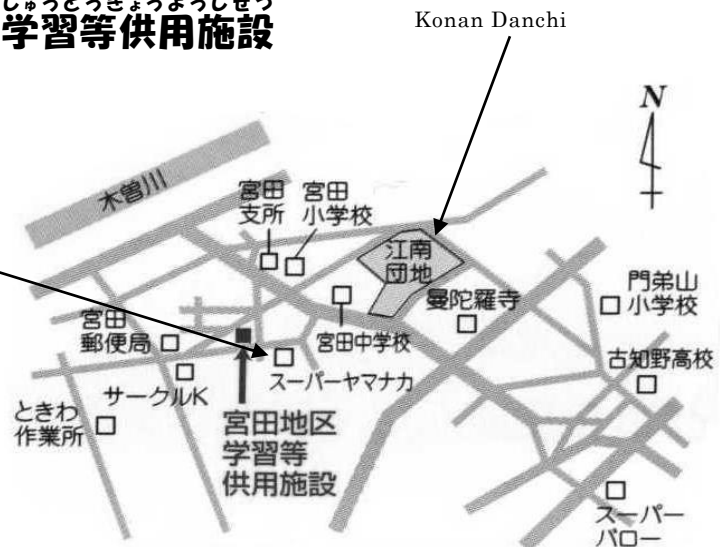 しゅうとうきょうようしせつ
学習等供用施設
Konan Danchi
N
木曽川
宮田
支所
宮田
小学校
江南
団地
曼陀羅寺
門弟山
小学校
宮田
郵便局
宮田中学校
古知野高校
サークルK
スーパーヤマナカ
ときわ
作業所
宮田地区
学習等
供用施設
スーパー
バロー